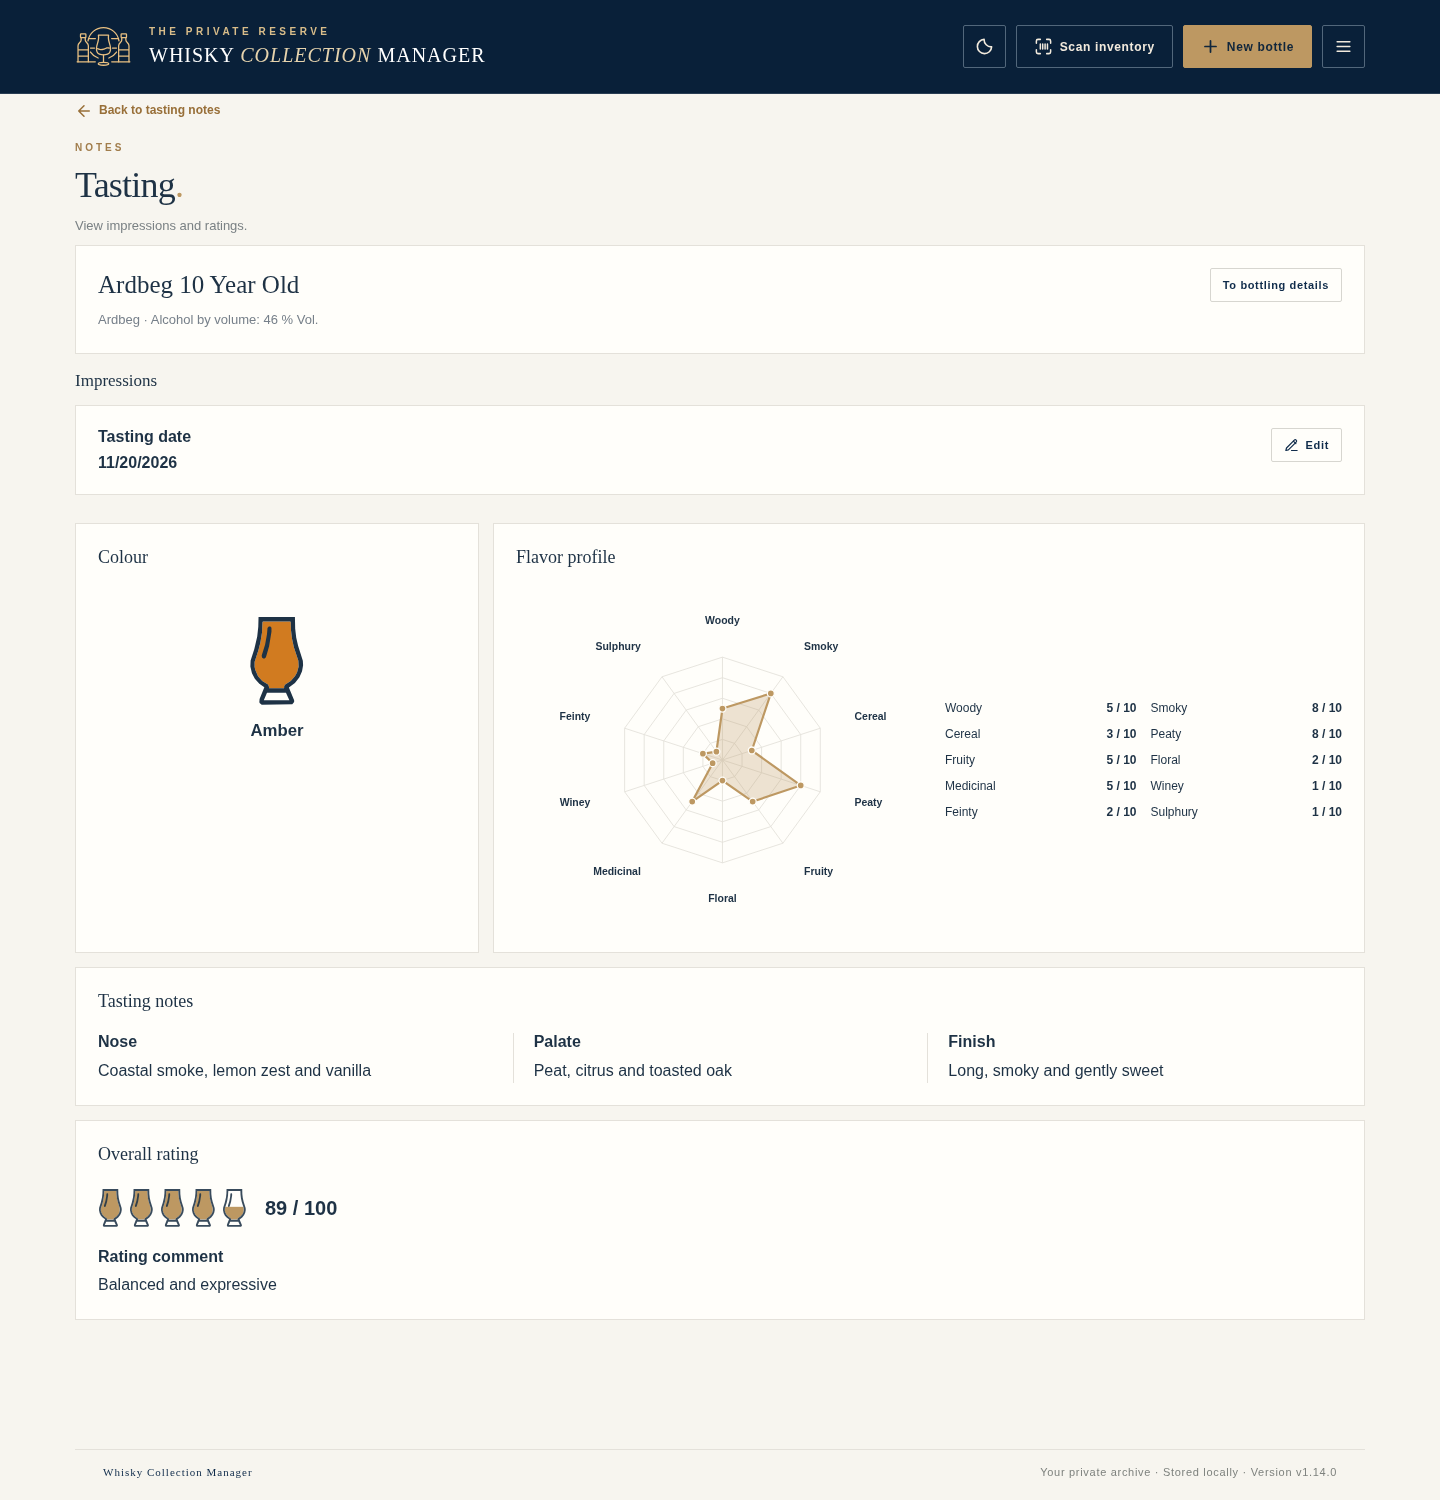 THE PRIVATE RESERVE
WHISKY COLLECTION MANAGER
Scan inventory
New bottle
Back to tasting notes
NOTES
Tasting.
View impressions and ratings.
Ardbeg 10 Year Old
To bottling details
Ardbeg · Alcohol by volume: 46 % Vol.
Impressions
Tasting date
11/20/2026
Edit
Colour
Amber
Flavor profile
Woody
Smoky
Cereal
Peaty
Fruity
Floral
Medicinal
Winey
Feinty
Sulphury
Woody 5 / 10 Smoky 8 / 10
Cereal 3 / 10 Peaty 8 / 10
Fruity 5 / 10 Floral 2 / 10
Medicinal 5 / 10 Winey 1 / 10
Feinty 2 / 10 Sulphury 1 / 10
Tasting notes
Nose
Coastal smoke, lemon zest and vanilla
Palate
Peat, citrus and toasted oak
Finish
Long, smoky and gently sweet
Overall rating
89 / 100
Rating comment
Balanced and expressive
Whisky Collection Manager
Your private archive · Stored locally · Version v1.14.0